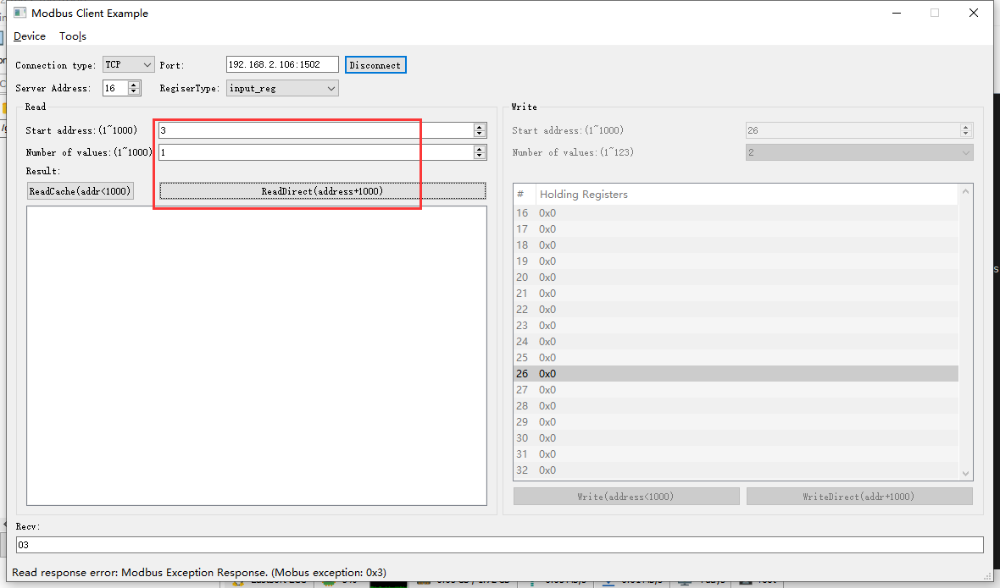 Modbus Client Example
Device Tools
Connection type: TCP Port: 192.168.2.106:1502 Disconnect
Server Address: 16 RegiserType: input_reg
Read
Start address:(1~1000) 3
Number of values:(1~1000) 1
Result:
ReadCache(addr<1000) ReadDirect(address+1000)
Write
Start address:(1~1000) 26
Number of values:(1~123) 2
# Holding Registers
16 0x0
17 0x0
18 0x0
19 0x0
20 0x0
21 0x0
22 0x0
23 0x0
24 0x0
25 0x0
26 0x0
27 0x0
28 0x0
29 0x0
30 0x0
31 0x0
32 0x0
Write(address<1000) WriteDirect(addr+1000)
Recv:
03
Read response error: Modbus Exception Response. (Mobus exception: 0x3)